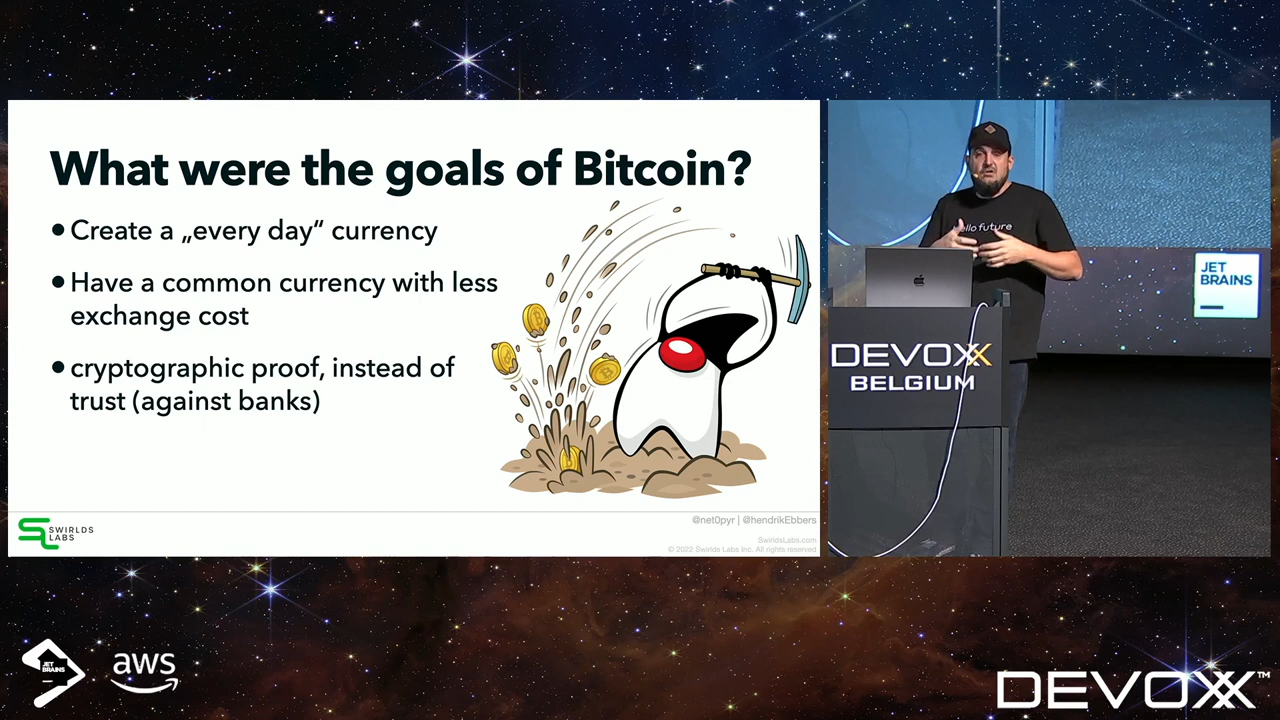 What were the goals of Bitcoin?
• Create a „every day“ currency
• Have a common currency with less
exchange cost
• cryptographic proof, instead of
trust (against banks)
SWIRLDS
LABS
@net0pyr | @hendrikEbbers
SwirldsLabs.com
© 2022 Swirlds Labs Inc. All rights reserved
hello future
JET
BRAINS
DEVOXX
BELGIUM
JET
BRAINS
aws
DEVOXX™